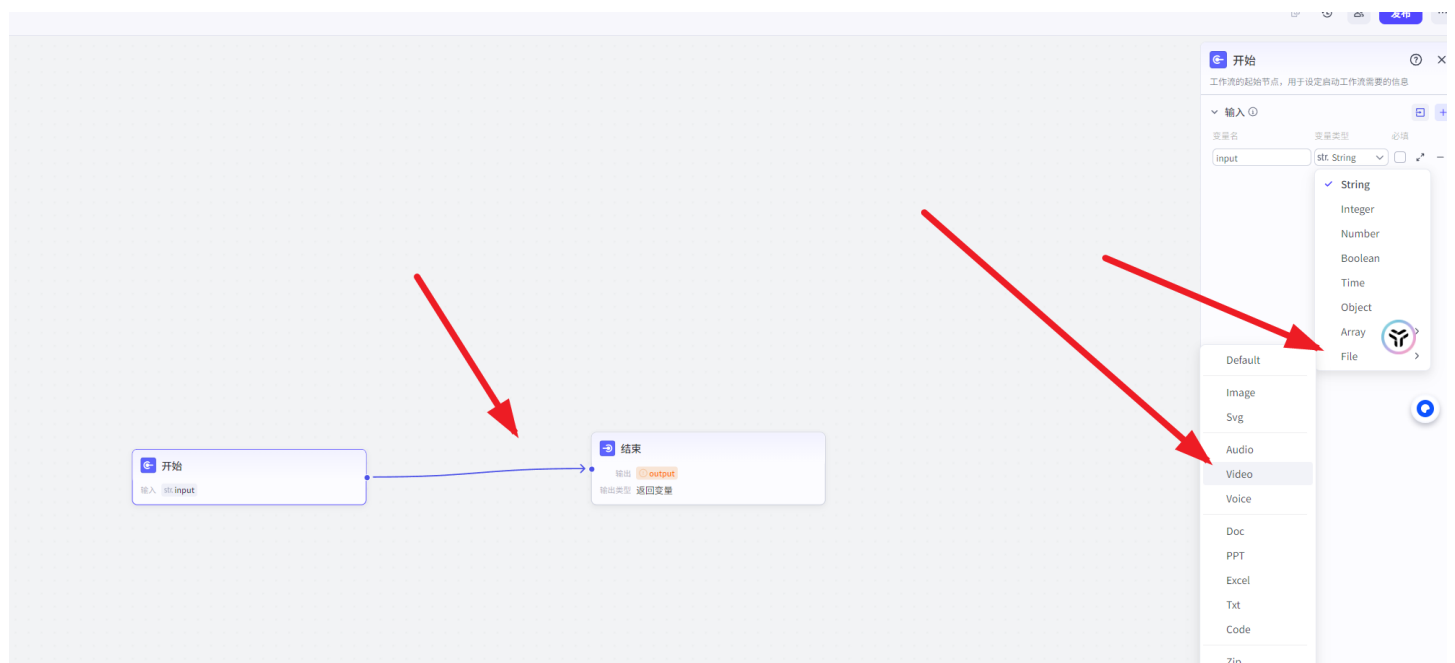 发布
开始
工作流的起始节点，用于设定启动工作流需要的信息
输入
变量名 变量类型 必填
input str. String
String
Integer
Number
Boolean
Time
Object
Array
File
Default
Image
Svg
Audio
Video
Voice
Doc
PPT
Excel
Txt
Code
Zip
开始
输入 str. input
结束
输出 output
输出类型 返回变量